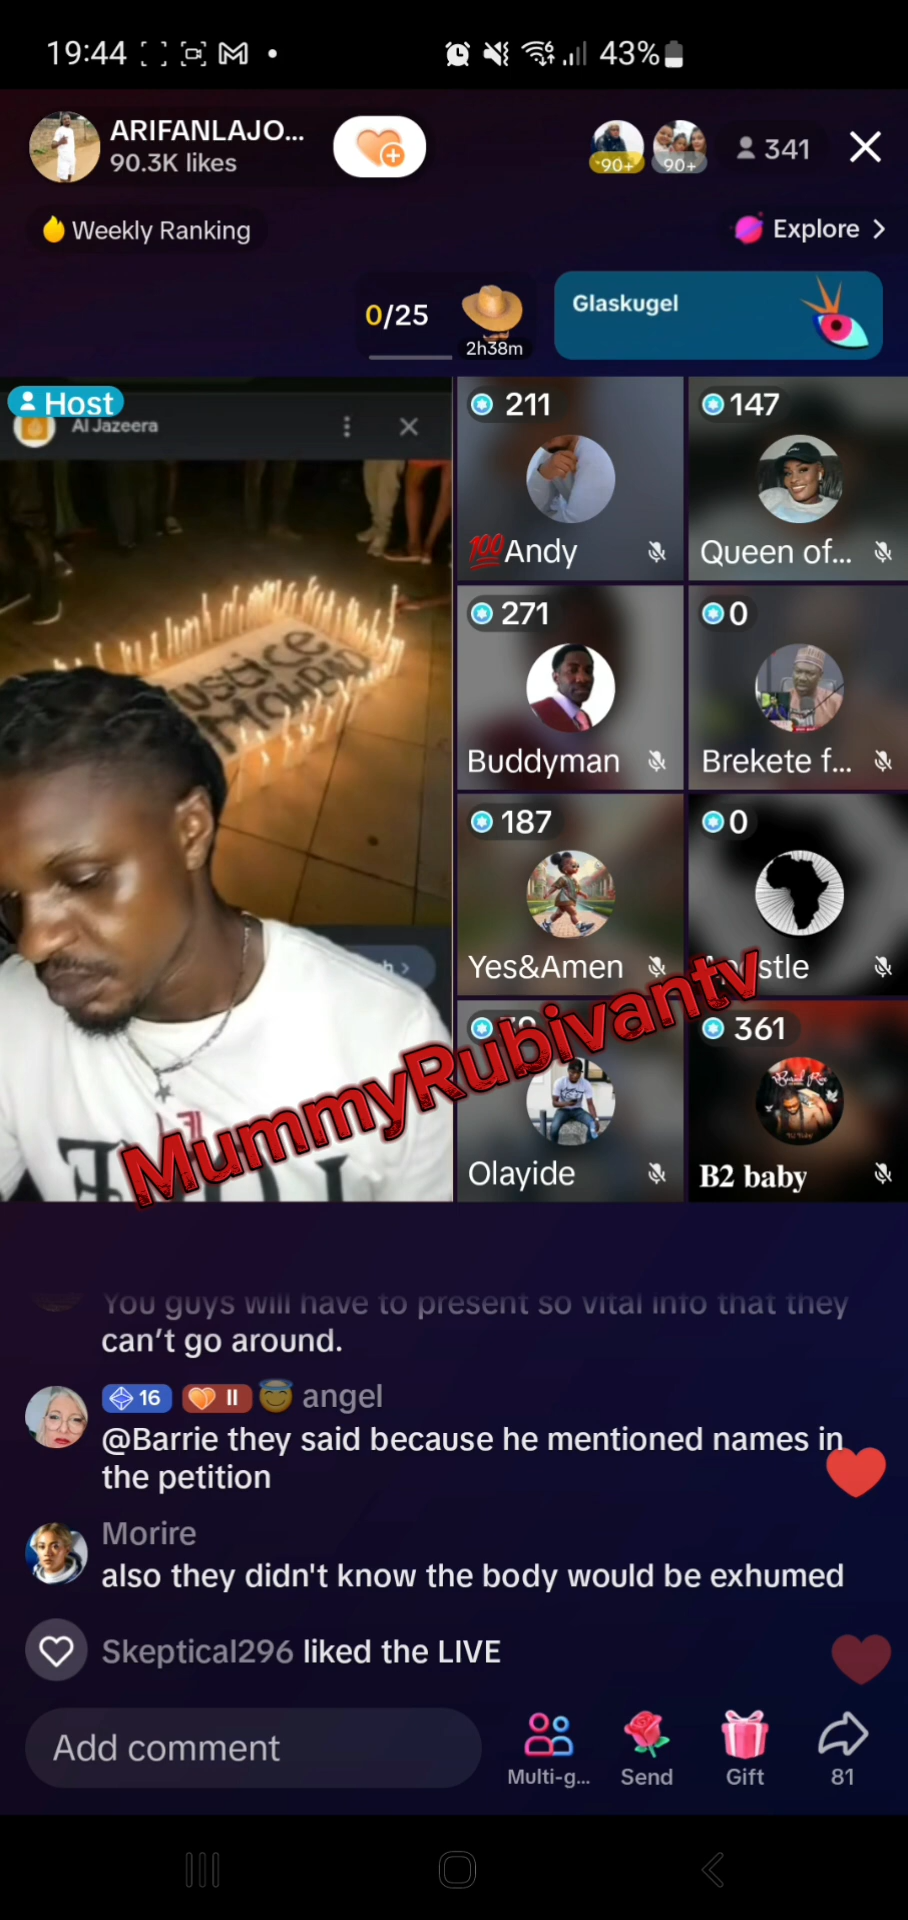 19:44
43%
ARIFANLAJO...
90.3K likes
90+
90+
341
Weekly Ranking
Explore
0/25
2h38m
Glaskugel
Host
Al Jazeera
ustice
Mohbad
211
100 Andy
147
Queen of...
271
Buddyman
0
Brekete f...
187
Yes&Amen
0
stle
Olayide
361
B2 baby
MummyRubivantv
You guys will have to present so vital info that they
can't go around.
16 II angel
@Barrie they said because he mentioned names in
the petition
Morire
also they didn't know the body would be exhumed
Skeptical296 liked the LIVE
Add comment
Multi-g...
Send
Gift
81